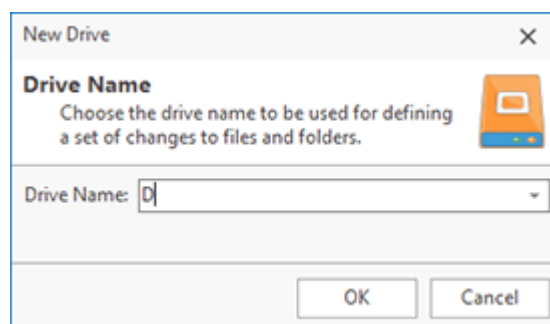 New Drive
Drive Name
Choose the drive name to be used for defining
a set of changes to files and folders.
Drive Name: D
OK Cancel